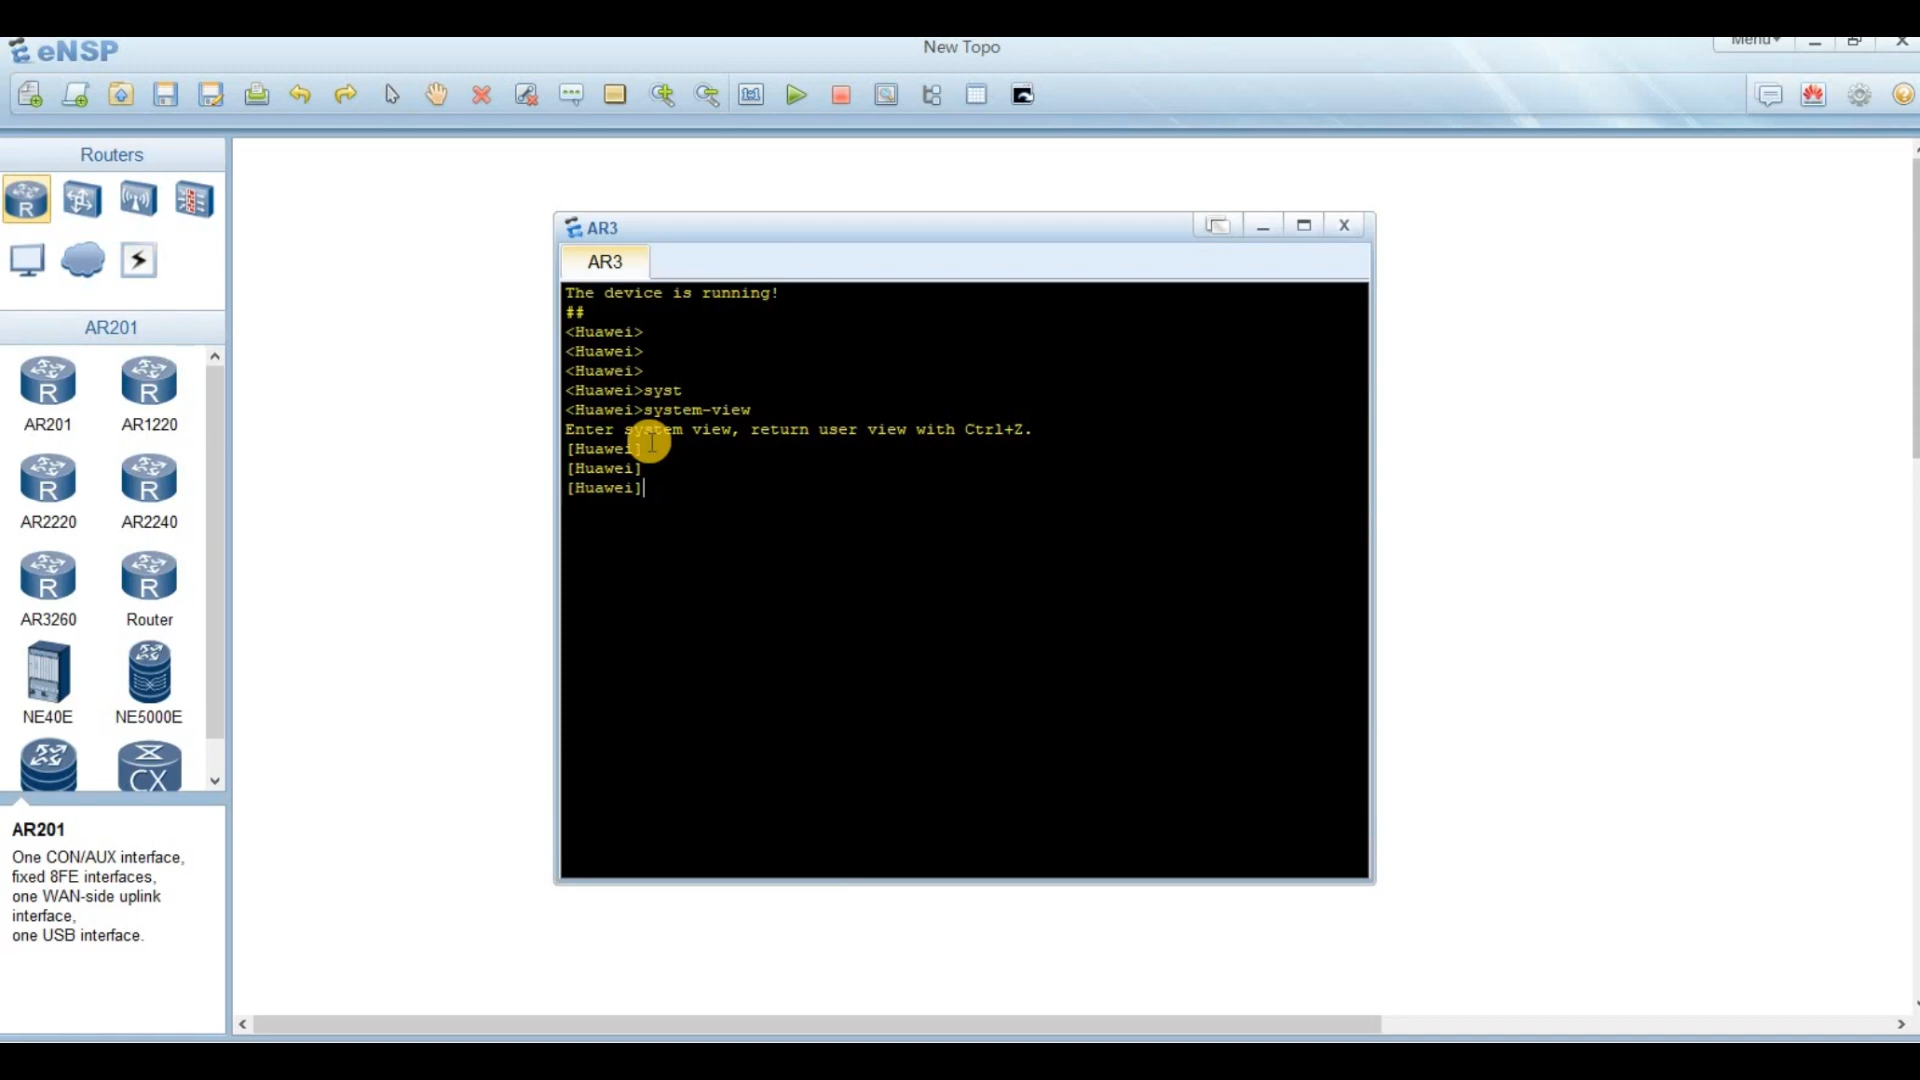 eNSP
New Topo
Menu
Routers
R
AR201
R
R
AR201
AR1220
R
R
AR2220
AR2240
R
R
AR3260
Router
NE40E
NE5000E
CX
AR201
One CON/AUX interface,
fixed 8FE interfaces,
one WAN-side uplink
interface,
one USB interface.
AR3
AR3
The device is running!
##
<Huawei>
<Huawei>
<Huawei>
<Huawei>syst
<Huawei>system-view
Enter system view, return user view with Ctrl+Z.
[Huawei]
[Huawei]
[Huawei]